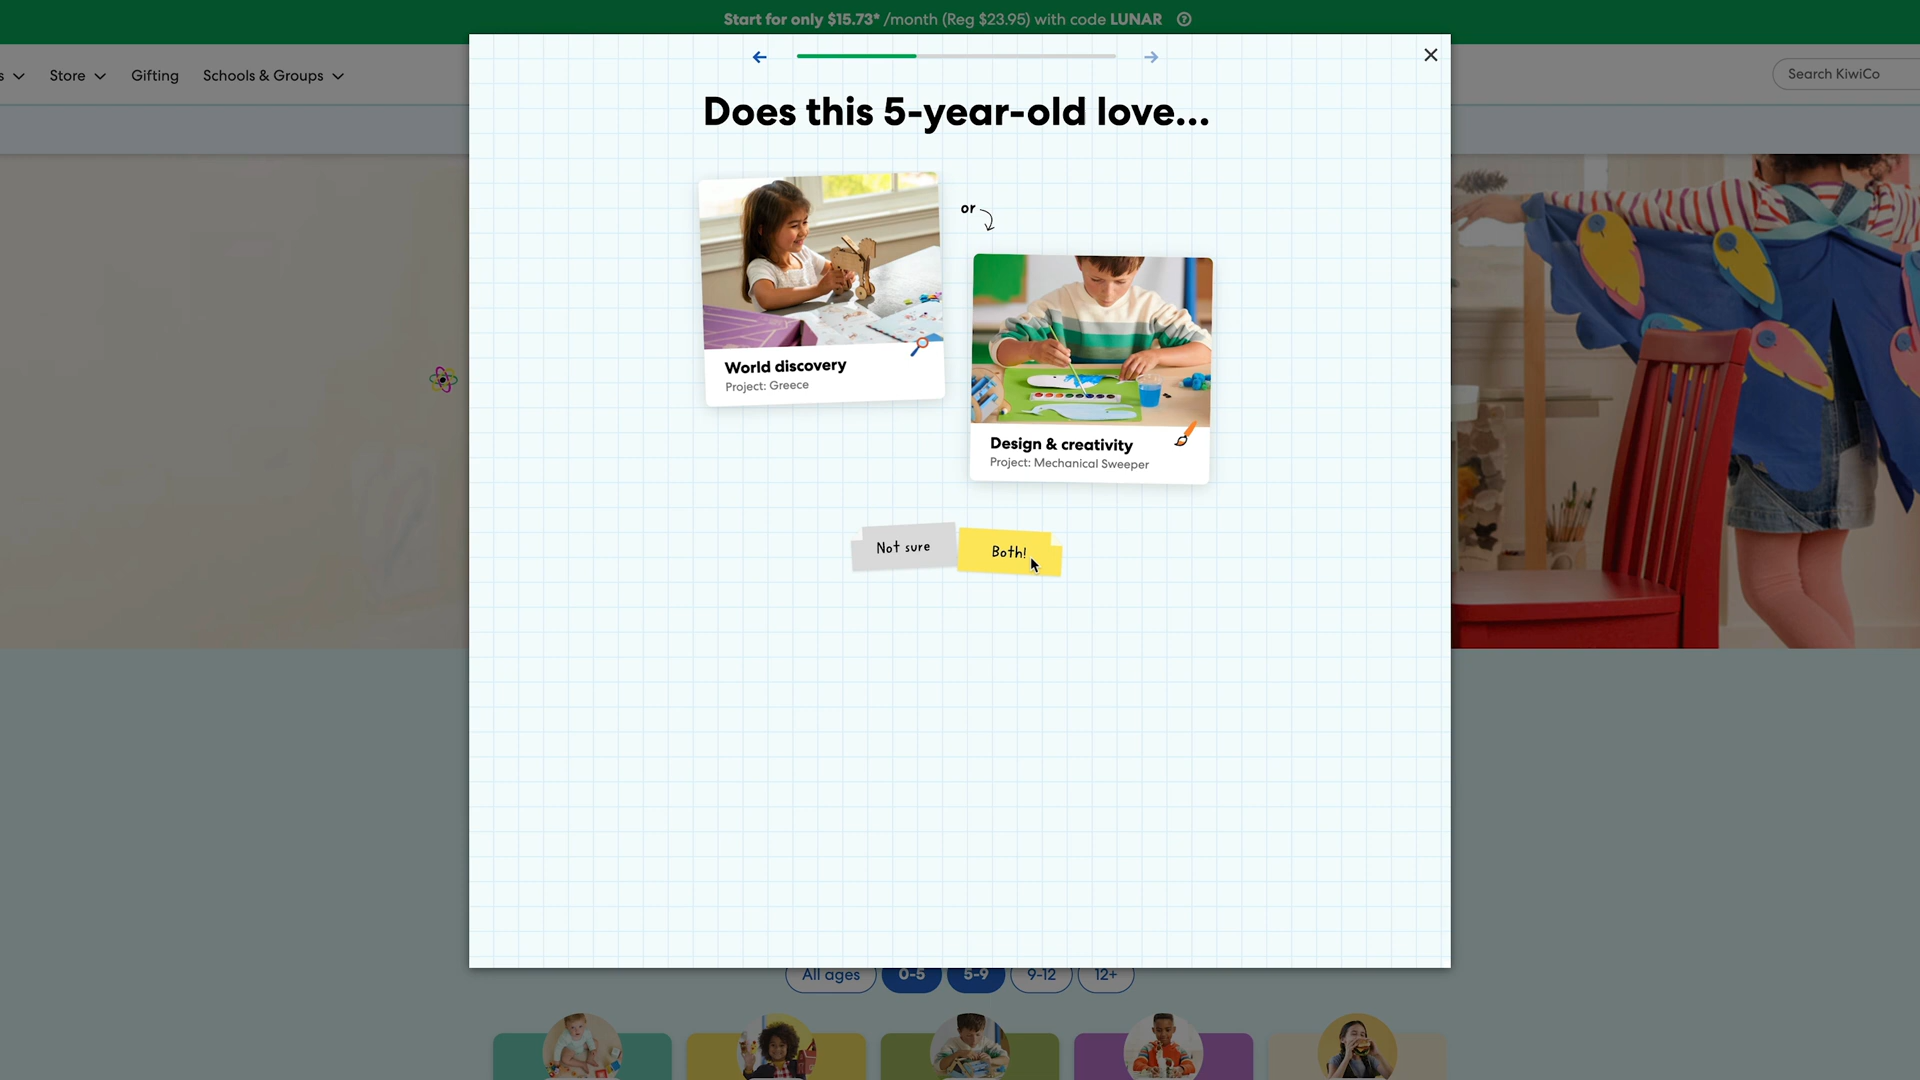 Start for only $15.73* /month (Reg $23.95) with code LUNAR ?
s Store Gifting Schools & Groups
Search KiwiCo
Does this 5-year-old love...
or
World discovery
Project: Greece
Design & creativity
Project: Mechanical Sweeper
Not sure
Both!
All ages 0-5 5-9 9-12 12+